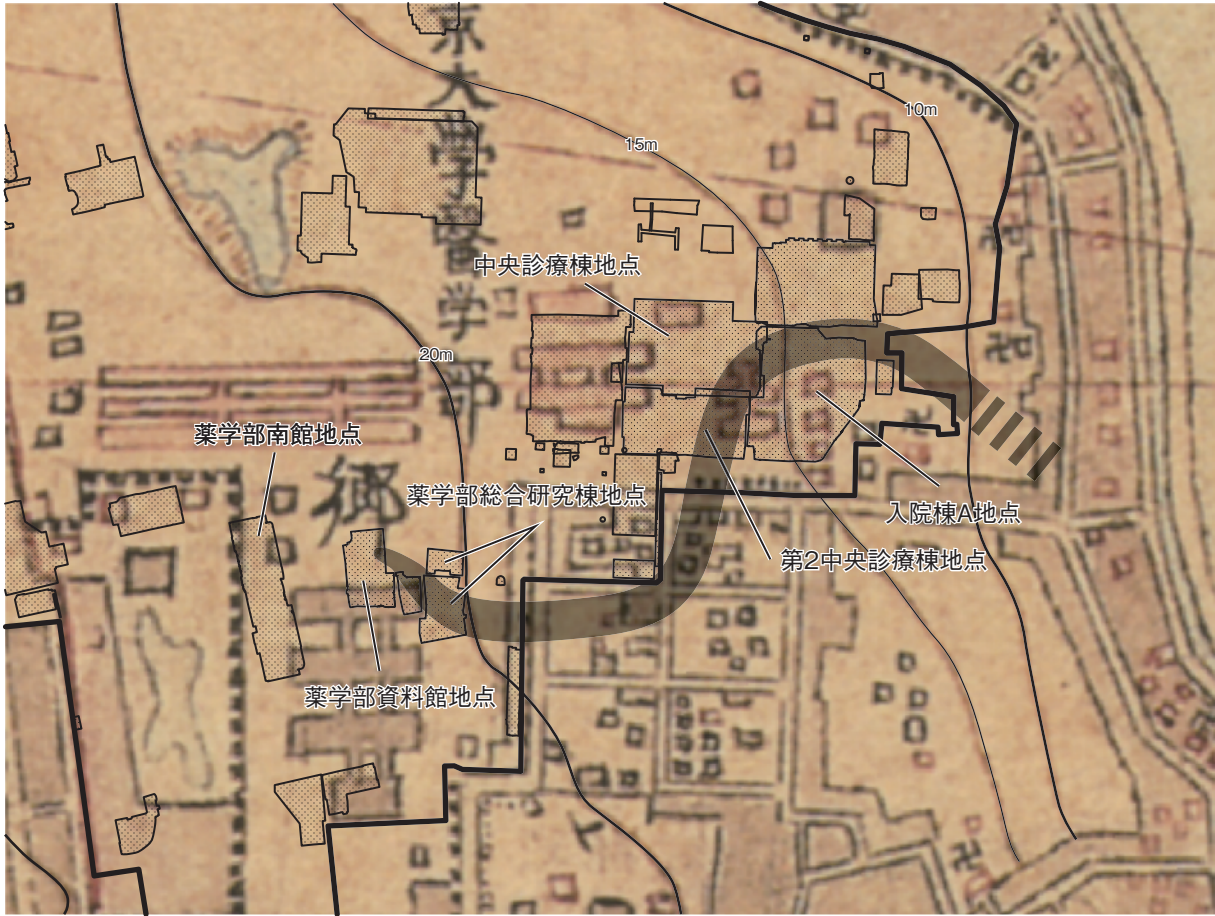 京大学医学部
10m
15m
中央診療棟地点
20m
薬学部南館地点
郷
薬学部総合研究棟地点
入院棟A地点
第2中央診療棟地点
薬学部資料館地点